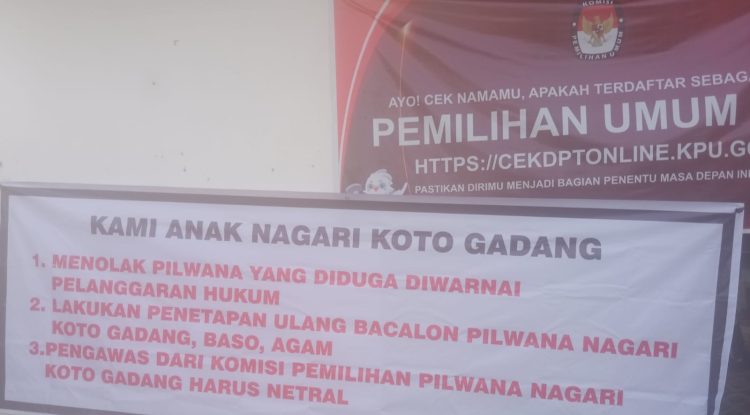 KOMISI
PEMILIHAN UMUM
AYO! CEK NAMAMU, APAKAH TERDAFTAR
PEMILIHAN UMUM
HTTPS://CEKDPTONLINE.KPU.GO
PASTIKAN DIRIMU MENJADI BAGIAN PENENTU MASA DEPAN
KAMI ANAK NAGARI KOTO GADANG
1. MENOLAK PILWANA YANG DIDUGA DIWARNAI
PELANGGARAN HUKUM
2. LAKUKAN PENETAPAN ULANG BACALON PILWANA NAGARI
KOTO GADANG, BASO, AGAM
3.PENGAWAS DARI KOMISI PEMILIHAN PILWANA NAGARI
KOTO GADANG HARUS NETRAL